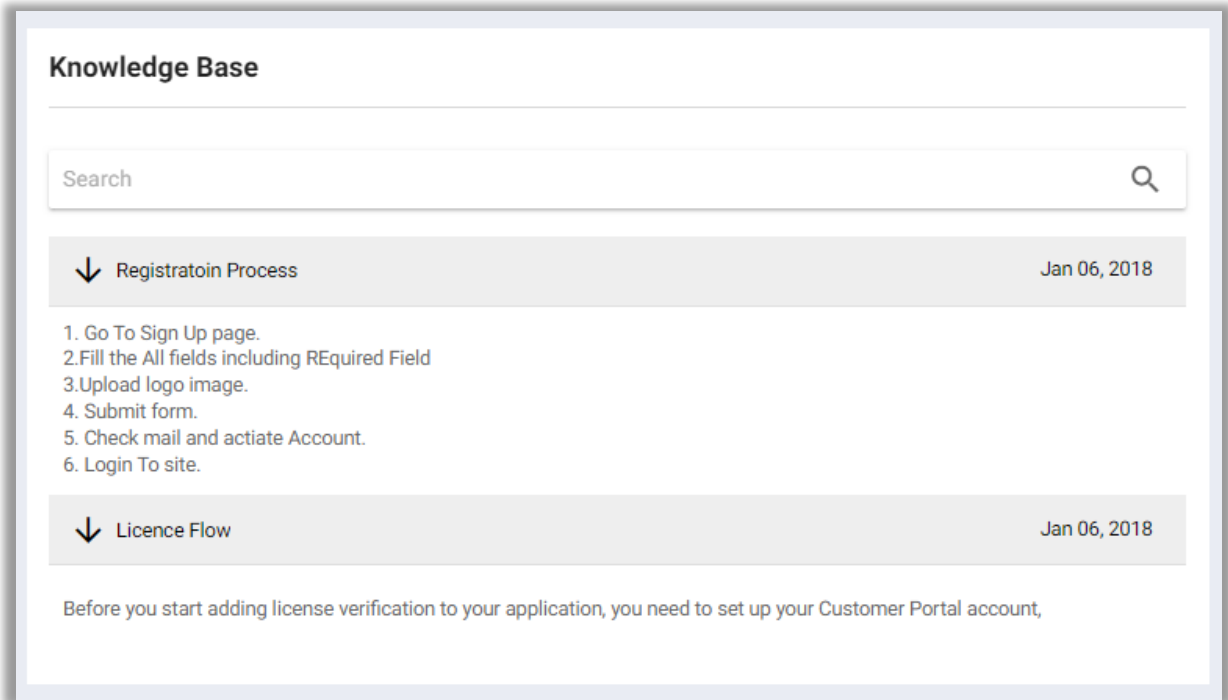 Knowledge Base
Search
Registratoin Process
Jan 06, 2018
1. Go To Sign Up page.
2.Fill the All fields including REquired Field
3.Upload logo image.
4. Submit form.
5. Check mail and actiate Account.
6. Login To site.
Licence Flow
Jan 06, 2018
Before you start adding license verification to your application, you need to set up your Customer Portal account,